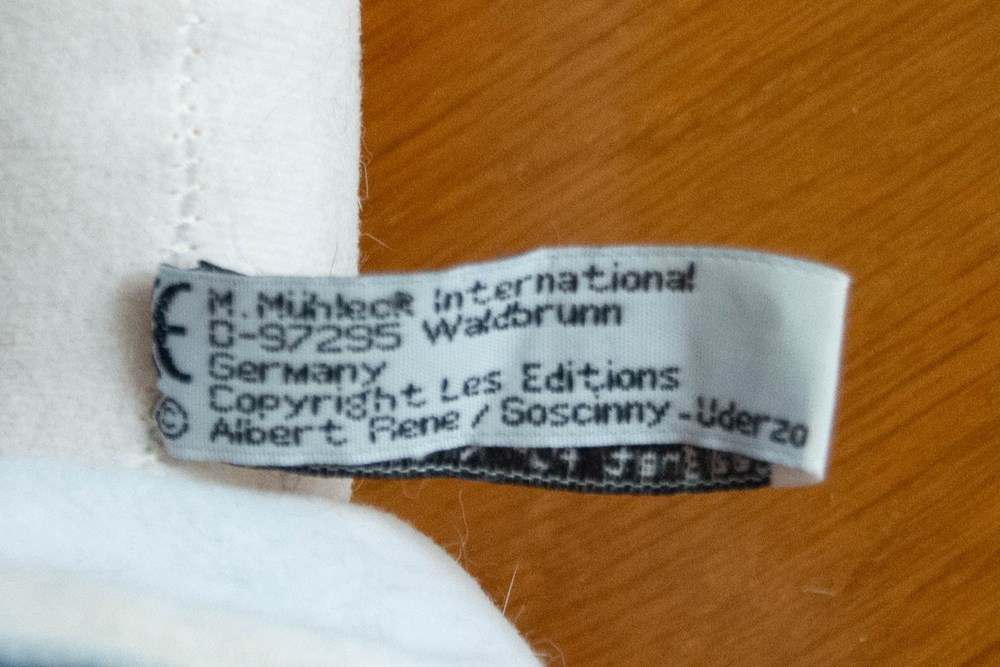 CE M. Mühleck International
D-97295 Waldbrunn
Germany
Copyright Les Editions
© Albert Rene / Goscinny-Uderzo